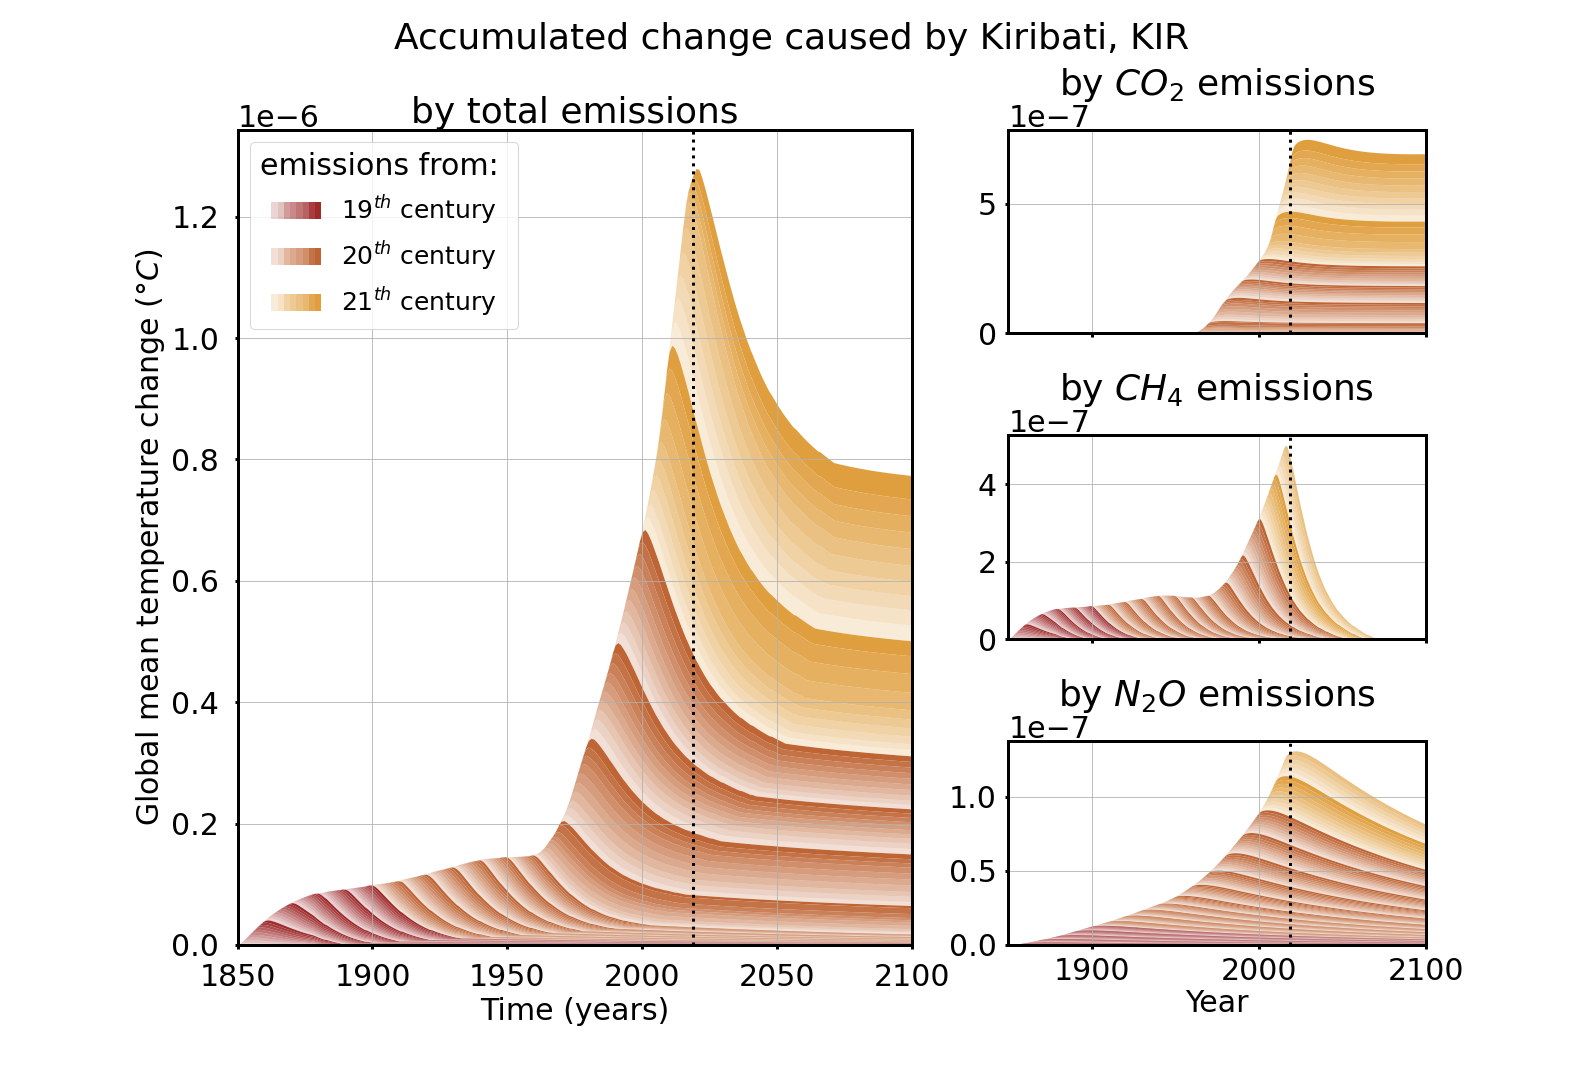 Accumulated change caused by Kiribati, KIR
by total emissions
1e−6
emissions from:
19th century
20th century
21th century
1.2
1.0
0.8
0.6
0.4
0.2
0.0
Global mean temperature change (°C)
1850 1900 1950 2000 2050 2100
Time (years)
by CO₂ emissions
1e−7
5
0
by CH₄ emissions
1e−7
4
2
0
by N₂O emissions
1e−7
1.0
0.5
0.0
1900 2000 2100
Year